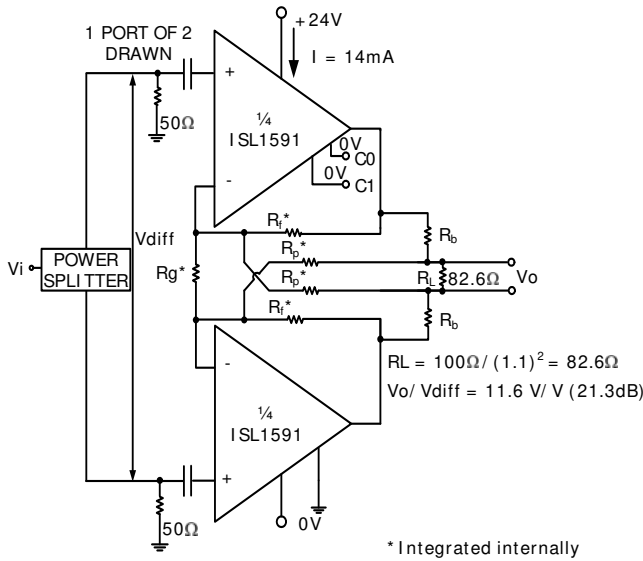 +24V
1 PORT OF 2
DRAWN
I = 14mA
+
50Ω
¼
ISL1591
0V
C0
0V
C1
-
Vdiff
Rf*
Rb
Rp*
Vi
POWER
SPLITTER
Rg*
Rp*
RL
82.6Ω
Vo
Rf*
Rb
-
RL = 100Ω/ (1.1)² = 82.6Ω
Vo/ Vdiff = 11.6 V/ V (21.3dB)
¼
ISL1591
+
50Ω
0V
* Integrated internally